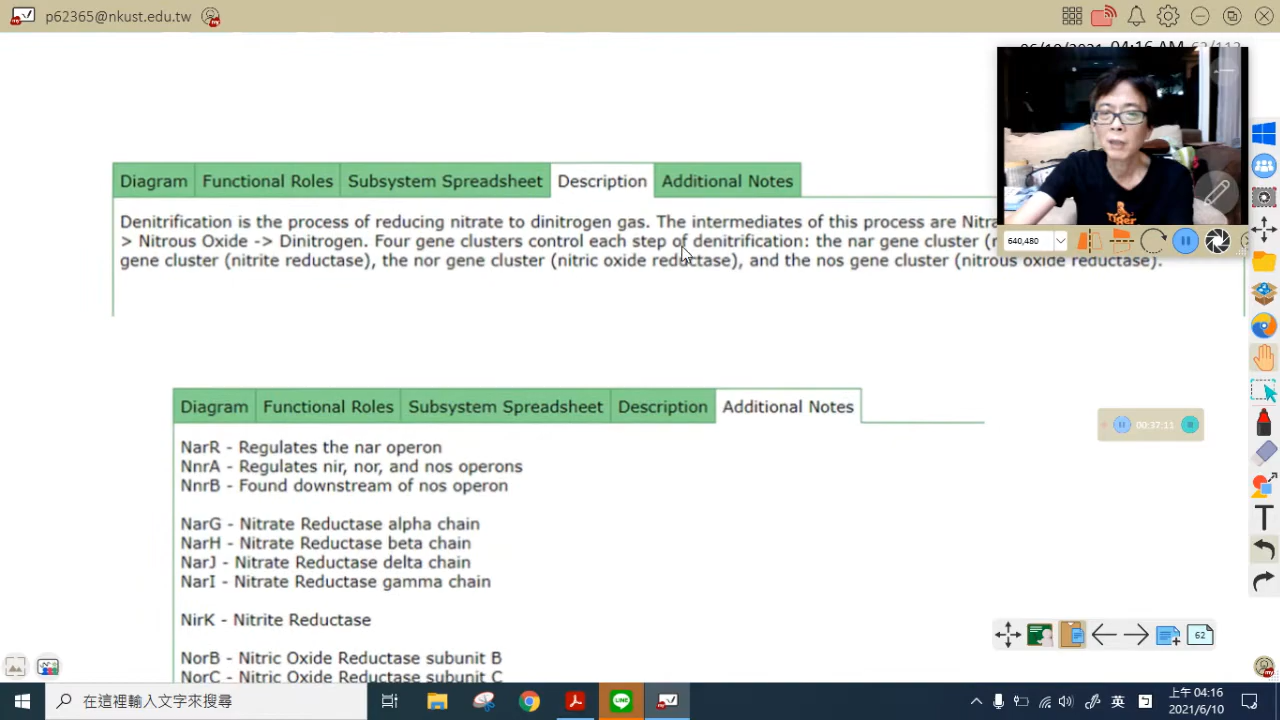 p62365@nkust.edu.tw
Diagram Functional Roles Subsystem Spreadsheet Description Additional Notes
Denitrification is the process of reducing nitrate to dinitrogen gas. The intermediates of this process are
> Nitrous Oxide -> Dinitrogen. Four gene clusters control each step of denitrification: the nar gene cluster
gene cluster (nitrite reductase), the nor gene cluster (nitric oxide reductase), and the nos gene cluster (nitrous oxide reductase).
640,480
Diagram Functional Roles Subsystem Spreadsheet Description Additional Notes
00:37:11
NarR - Regulates the nar operon
NnrA - Regulates nir, nor, and nos operons
NnrB - Found downstream of nos operon
NarG - Nitrate Reductase alpha chain
NarH - Nitrate Reductase beta chain
NarJ - Nitrate Reductase delta chain
NarI - Nitrate Reductase gamma chain
NirK - Nitrite Reductase
NorB - Nitric Oxide Reductase subunit B
NorC - Nitric Oxide Reductase subunit C
62
在這裡輸入文字來搜尋
英
上午 04:16
2021/6/10